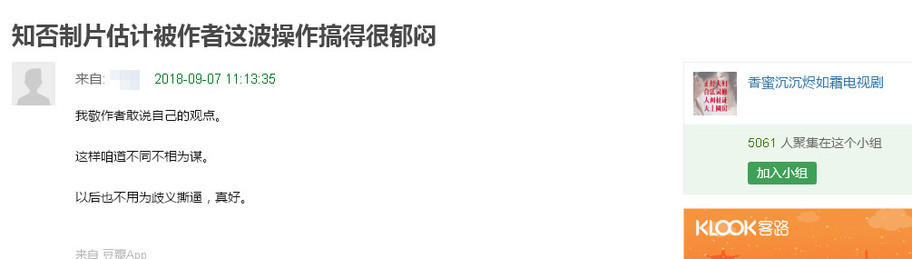 知否制片估计被作者这波操作搞得很郁闷
来自: 2018-09-07 11:13:35
我敬作者敢说自己的观点。
这样咱道不同不相为谋。
以后也不用为歧义撕逼，真好。
来自 豆瓣App
香蜜沉沉烬如霜电视剧
5061 人聚集在这个小组
加入小组
KLOOK客路